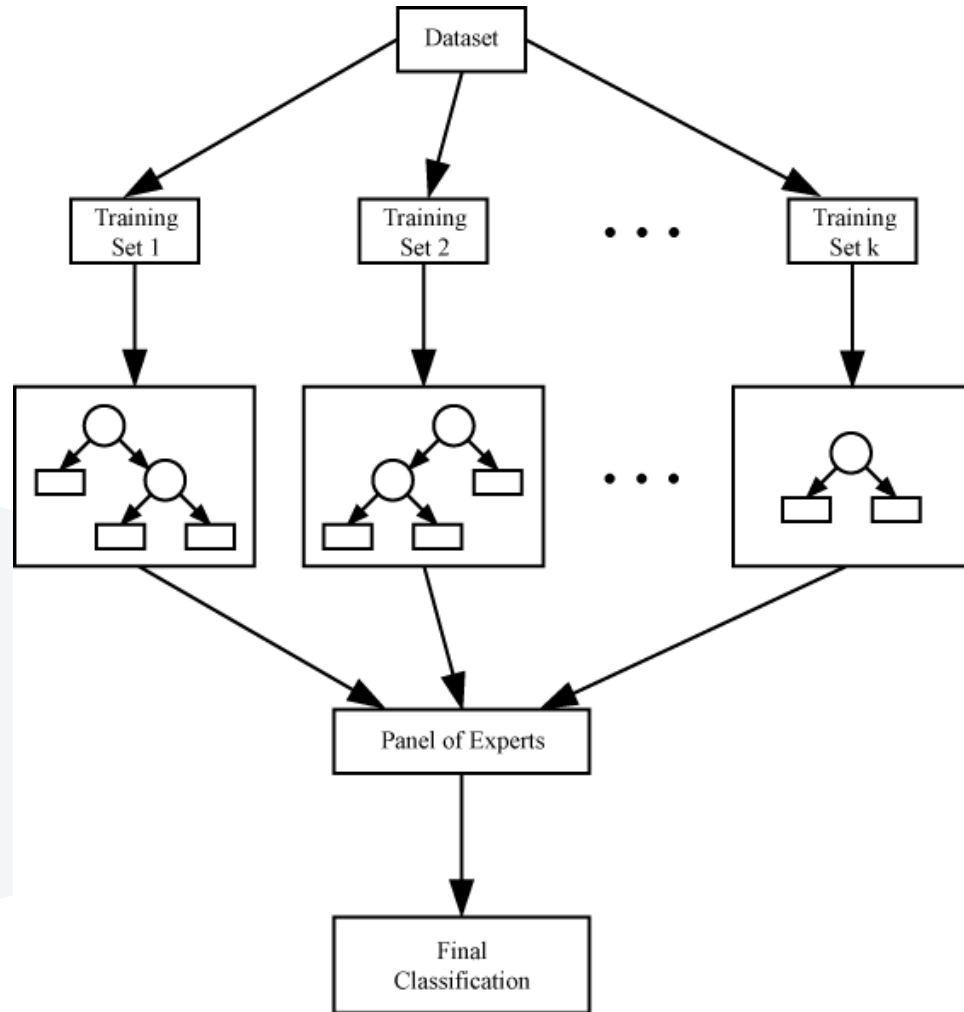 Dataset
Training
Set 1
Training
Set 2
Training
Set k
Panel of Experts
Final
Classification